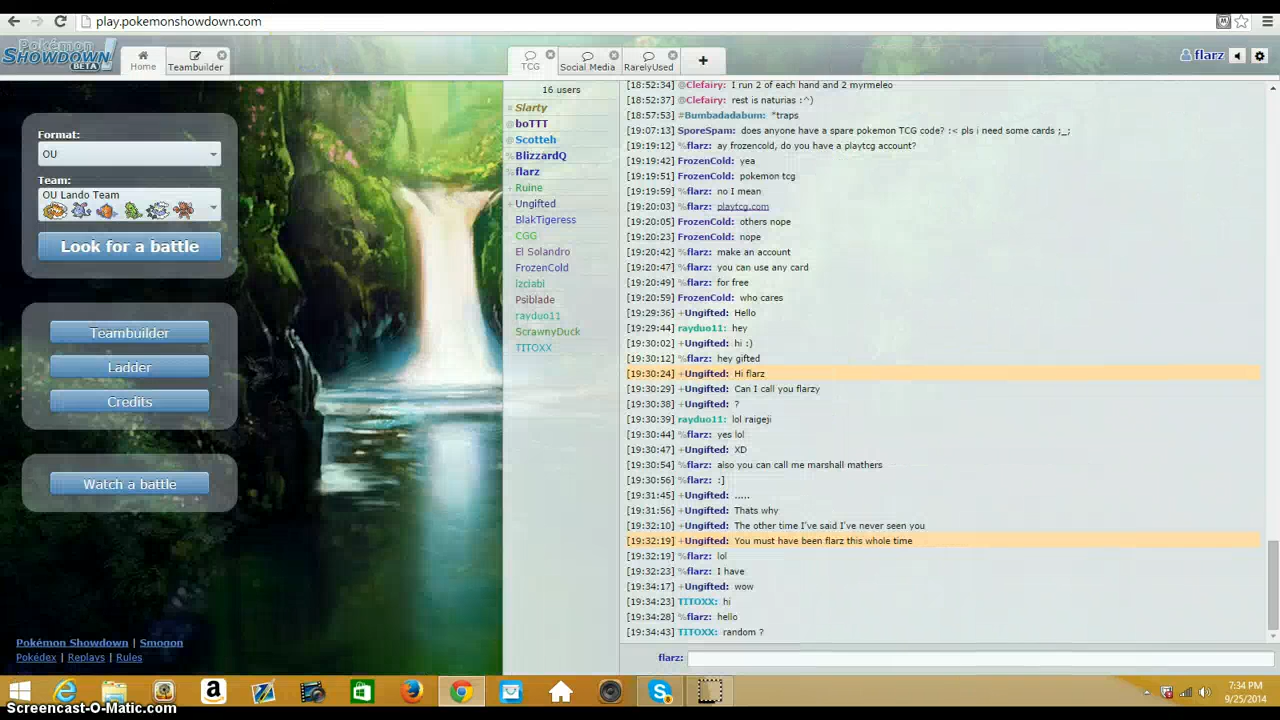 play.pokemonshowdown.com
Pokémon
SHOWDOWN!
BETA
Home
Teambuilder
TCG
Social Media
RarelyUsed
+
flarz
Format:
OU
Team:
OU Lando Team
Look for a battle
Teambuilder
Ladder
Credits
Watch a battle
Pokémon Showdown | Smogon
Pokédex | Replays | Rules
16 users
#Slarty
@boTTT
@Scotteh
%BlizzardQ
%flarz
+Ruine
+Ungifted
BlakTigeress
CGG
El Solandro
FrozenCold
izciabi
Psiblade
rayduo11
ScrawnyDuck
TITOXX
[18:52:34] @Clefairy: I run 2 of each hand and 2 myrmeleo
[18:52:37] @Clefairy: rest is naturias :^)
[18:57:53] #Bumbadadabum: *traps
[19:07:13] SporeSpam: does anyone have a spare pokemon TCG code? :< pls i need some cards ;_;
[19:19:12] %flarz: ay frozencold, do you have a playtcg account?
[19:19:42] FrozenCold: yea
[19:19:51] FrozenCold: pokemon tcg
[19:19:59] %flarz: no I mean
[19:20:03] %flarz: playtcg.com
[19:20:05] FrozenCold: others nope
[19:20:23] FrozenCold: nope
[19:20:42] %flarz: make an account
[19:20:47] %flarz: you can use any card
[19:20:49] %flarz: for free
[19:20:59] FrozenCold: who cares
[19:29:36] +Ungifted: Hello
[19:29:44] rayduo11: hey
[19:30:02] +Ungifted: hi :)
[19:30:12] %flarz: hey gifted
[19:30:24] +Ungifted: Hi flarz
[19:30:29] +Ungifted: Can I call you flarzy
[19:30:38] +Ungifted: ?
[19:30:39] rayduo11: lol raigeji
[19:30:44] %flarz: yes lol
[19:30:47] +Ungifted: XD
[19:30:54] %flarz: also you can call me marshall mathers
[19:30:56] %flarz: :]
[19:31:45] +Ungifted: .....
[19:31:56] +Ungifted: Thats why
[19:32:10] +Ungifted: The other time I've said I've never seen you
[19:32:19] +Ungifted: You must have been flarz this whole time
[19:32:19] %flarz: lol
[19:32:23] %flarz: I have
[19:34:17] +Ungifted: wow
[19:34:23] TITOXX: hi
[19:34:28] %flarz: hello
[19:34:43] TITOXX: random ?
flarz:
7:34 PM
9/25/2014
Screencast-O-Matic.com